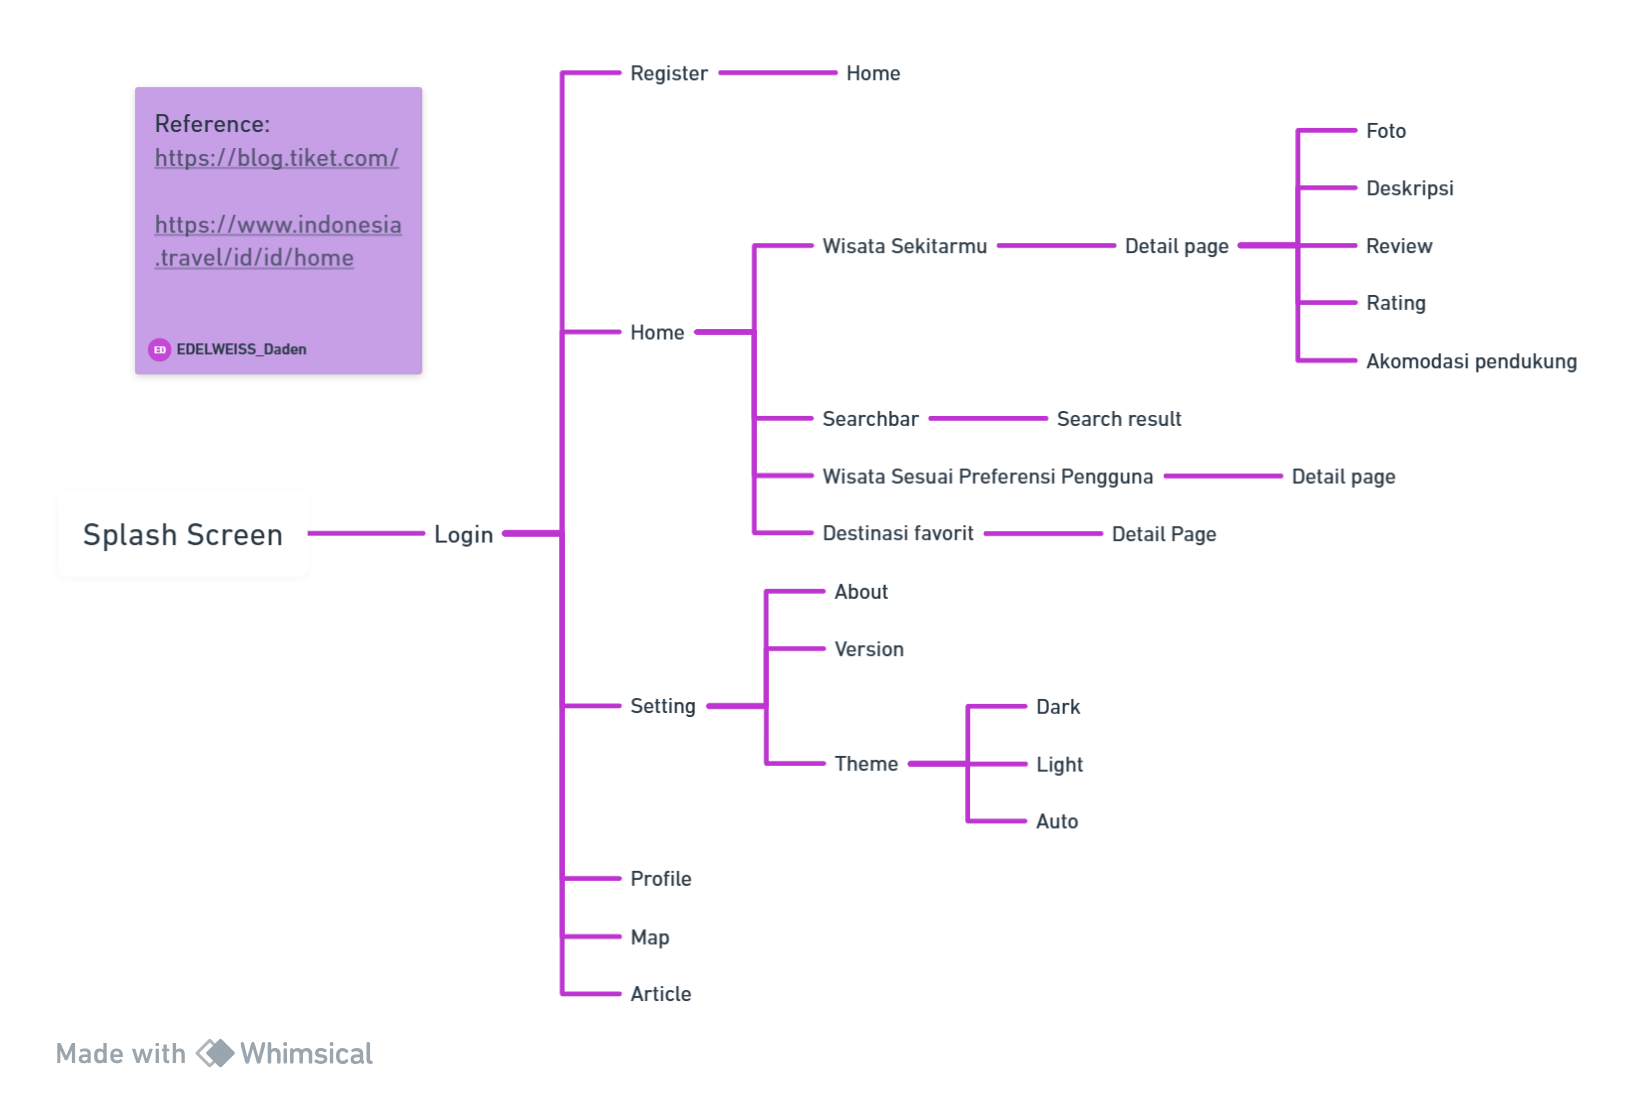 Reference:
https://blog.tiket.com/
https://www.indonesia
.travel/id/id/home
ED EDELWEISS_Daden
Splash Screen
Login
Register
Home
Home
Wisata Sekitarmu
Detail page
Foto
Deskripsi
Review
Rating
Akomodasi pendukung
Searchbar
Search result
Wisata Sesuai Preferensi Pengguna
Detail page
Destinasi favorit
Detail Page
Setting
About
Version
Theme
Dark
Light
Auto
Profile
Map
Article
Made with Whimsical